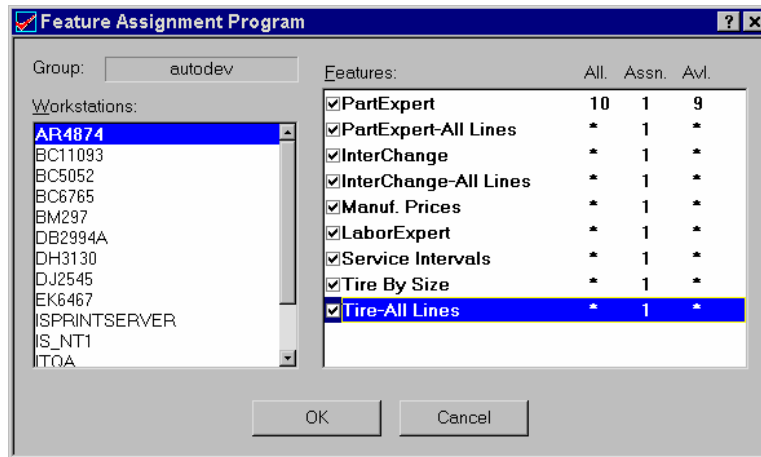 Feature Assignment Program
Group: autodev
Workstations:
AR4874
BC11093
BC5052
BC6765
BM297
DB2994A
DH3130
DJ2545
EK6467
ISPRINTSERVER
IS_NT1
ITQA
Features: All. Assn. Avl.
PartExpert 10 1 9
PartExpert-All Lines * 1 *
InterChange * 1 *
InterChange-All Lines * 1 *
Manuf. Prices * 1 *
LaborExpert * 1 *
Service Intervals * 1 *
Tire By Size * 1 *
Tire-All Lines * 1 *
OK Cancel